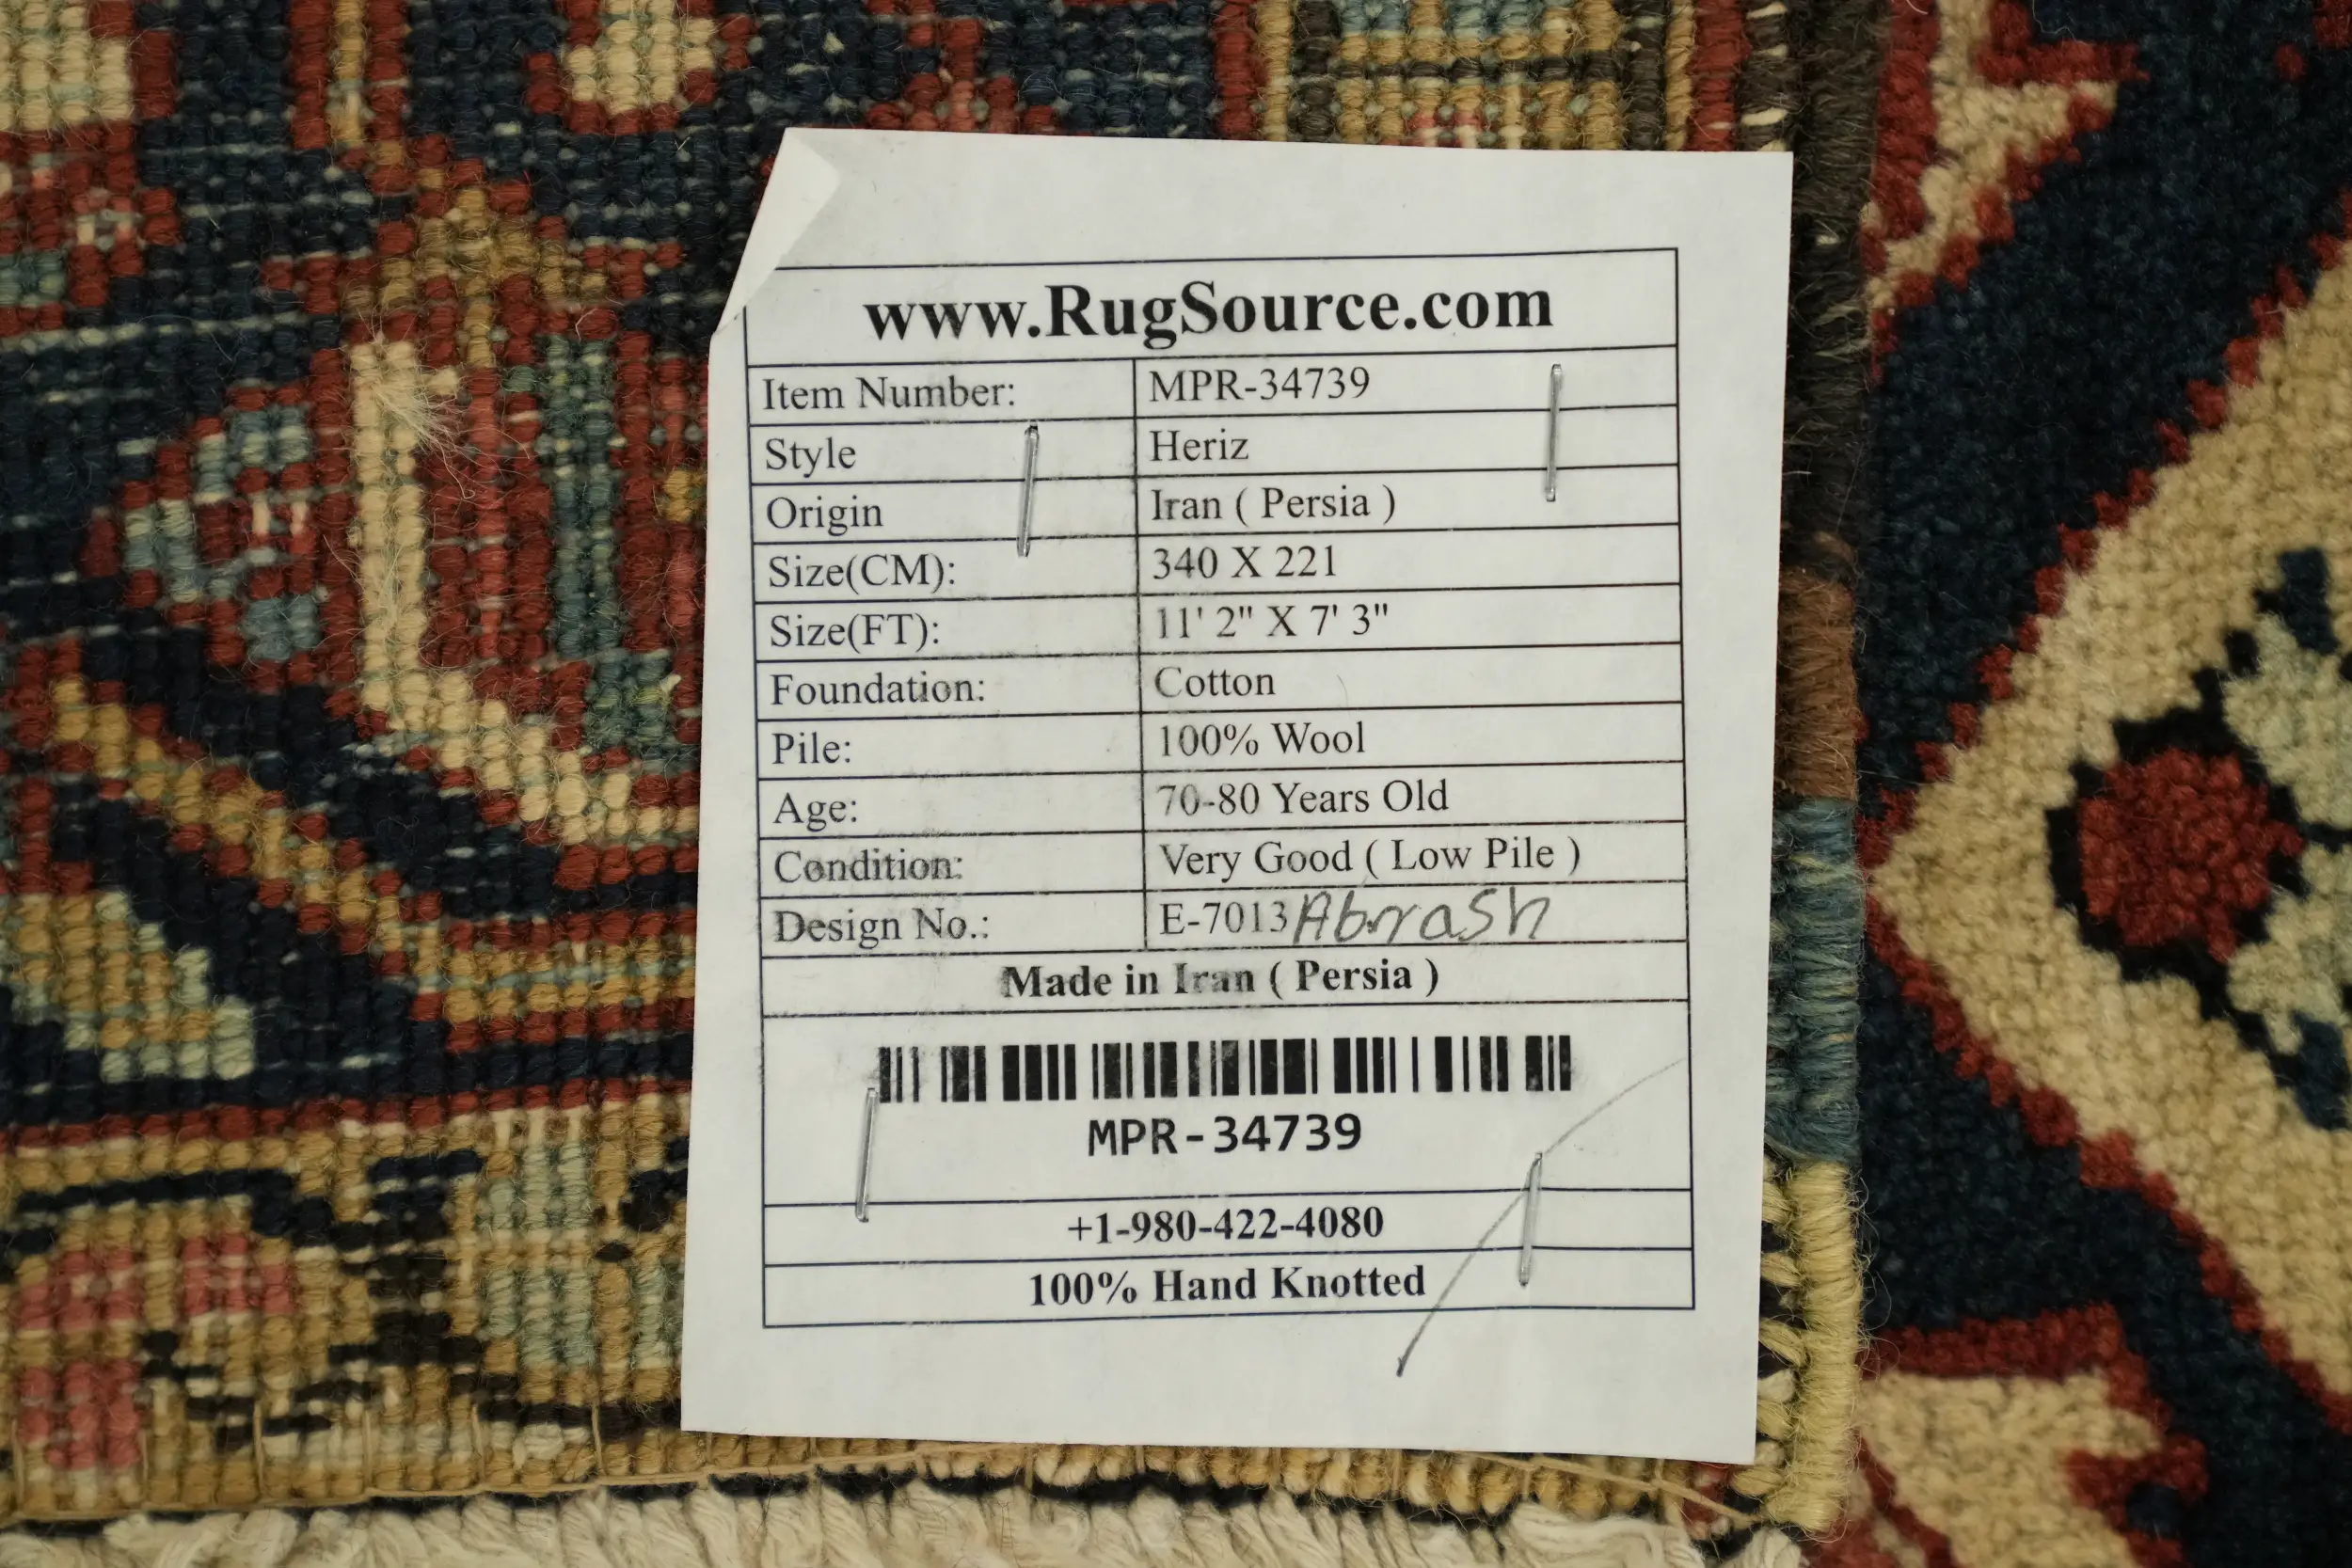 www.RugSource.com
Item Number: MPR-34739
Style Heriz
Origin Iran ( Persia )
Size(CM): 340 X 221
Size(FT): 11' 2" X 7' 3"
Foundation: Cotton
Pile: 100% Wool
Age: 70-80 Years Old
Condition: Very Good ( Low Pile )
Design No.: E-7013 Abrrash
Made in Iran ( Persia )
MPR-34739
+1-980-422-4080
100% Hand Knotted